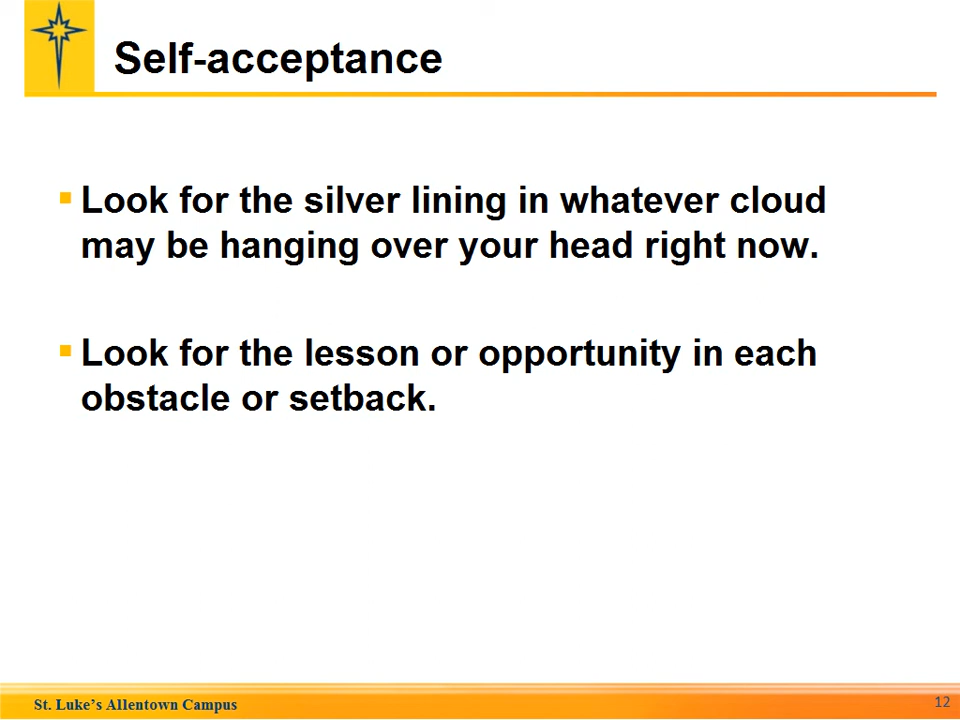 Self-acceptance
▪ Look for the silver lining in whatever cloud
may be hanging over your head right now.
▪ Look for the lesson or opportunity in each
obstacle or setback.
St. Luke's Allentown Campus
12